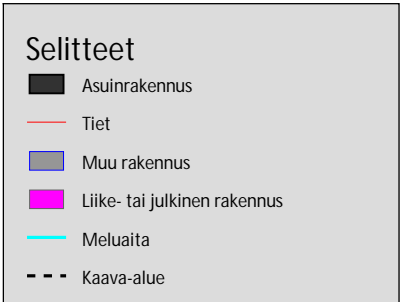 Selitteet
Asuinrakennus
Tiet
Muu rakennus
Liike- tai julkinen rakennus
Meluaita
Kaava-alue